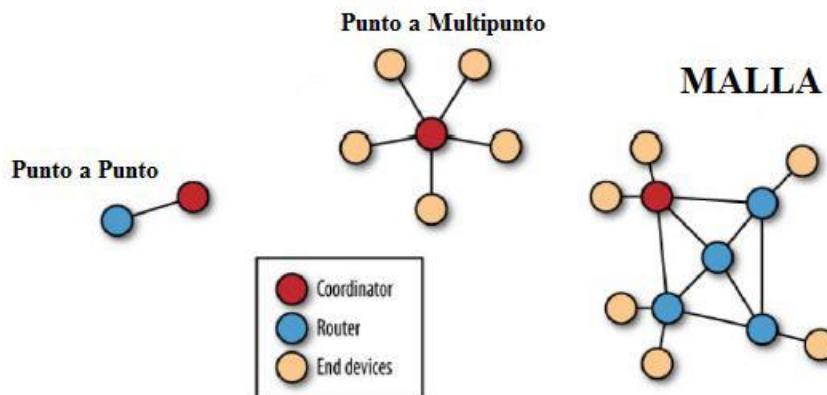 Punto a Multipunto
MALLA
Punto a Punto
Coordinator
Router
End devices